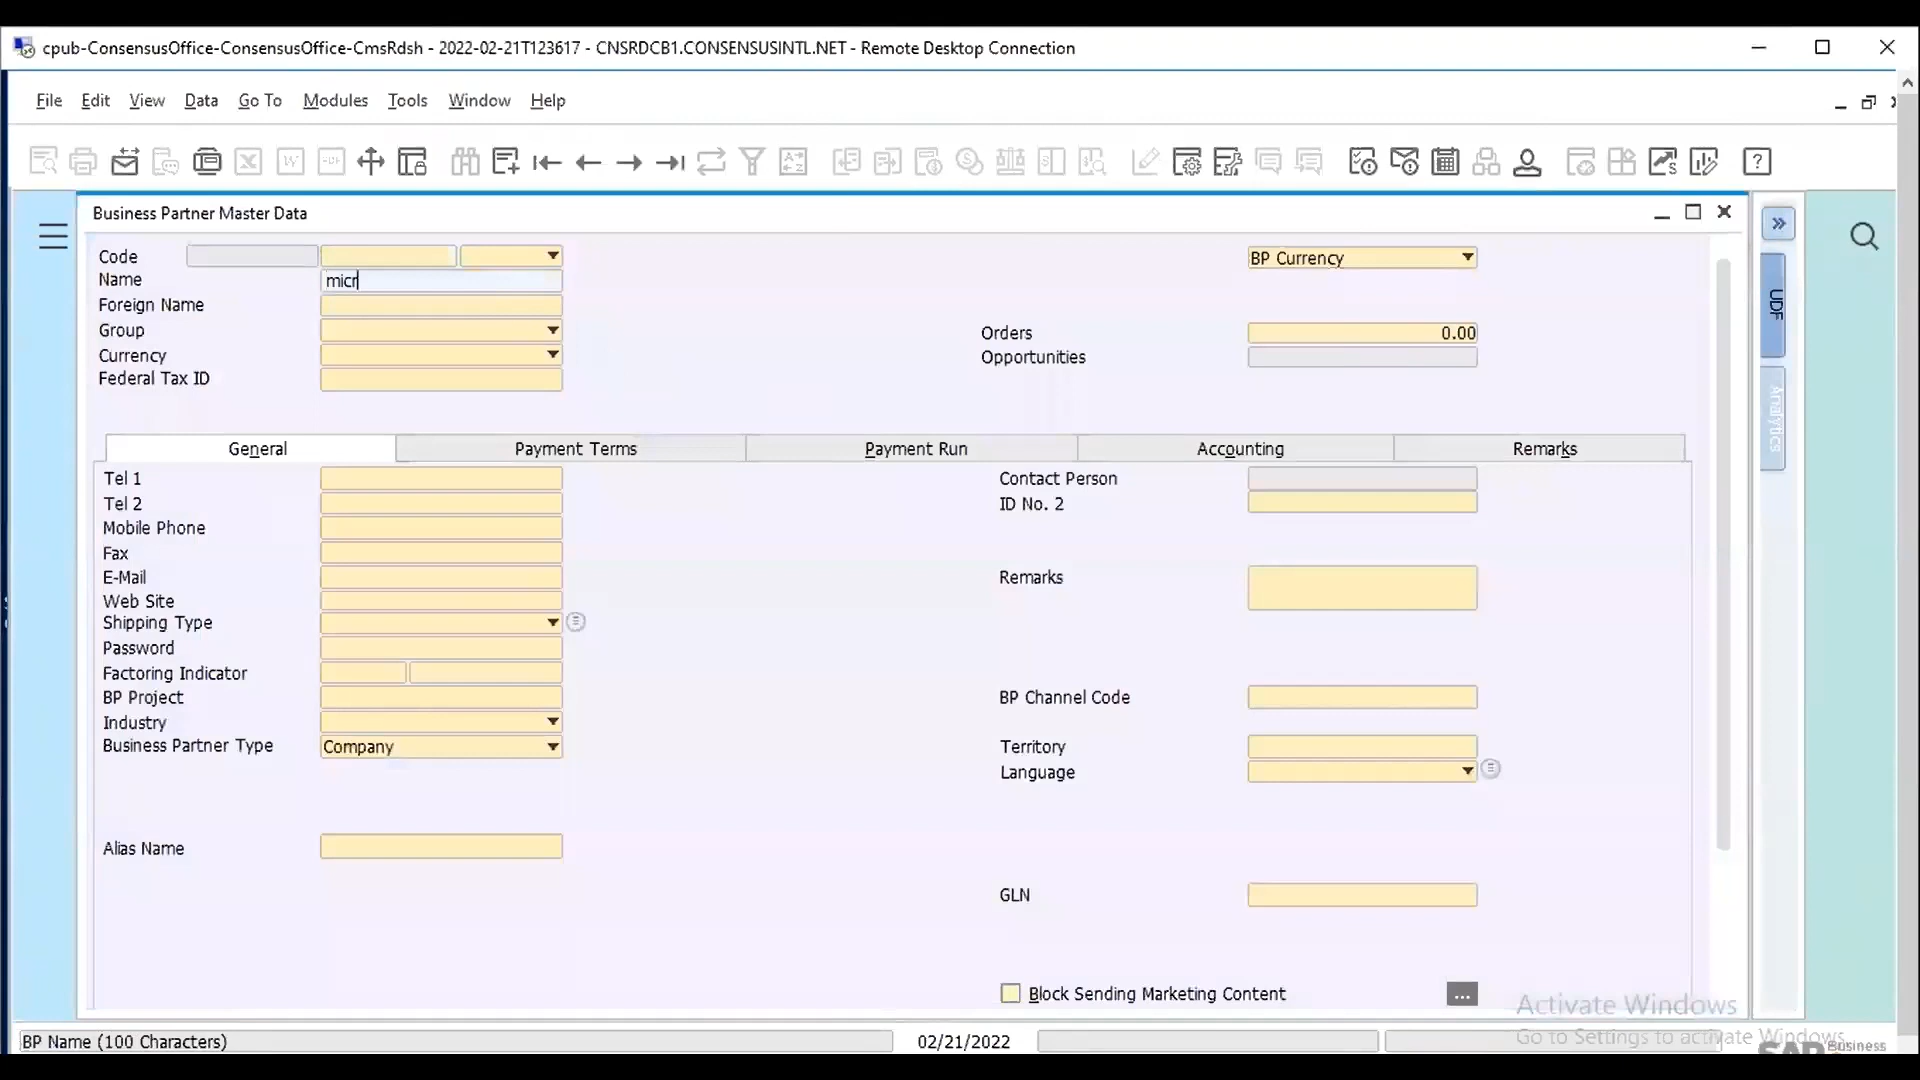 cpub-ConsensusOffice-ConsensusOffice-CmsRdsh - 2022-02-21T123617 - CNSRDCB1.CONSENSUSINTL.NET - Remote Desktop Connection
File Edit View Data Go To Modules Tools Window Help
Business Partner Master Data
Code
BP Currency
Name micr
Foreign Name
Group
Orders 0.00
Currency
Opportunities
Federal Tax ID
UDF
Analytics
General Payment Terms Payment Run Accounting Remarks
Tel 1
Contact Person
Tel 2
ID No. 2
Mobile Phone
Fax
E-Mail
Remarks
Web Site
Shipping Type
Password
Factoring Indicator
BP Project
BP Channel Code
Industry
Business Partner Type Company
Territory
Language
Alias Name
GLN
Block Sending Marketing Content
...
Activate Windows
Go to Settings to activate Windows.
BP Name (100 Characters) 02/21/2022
SAP Business